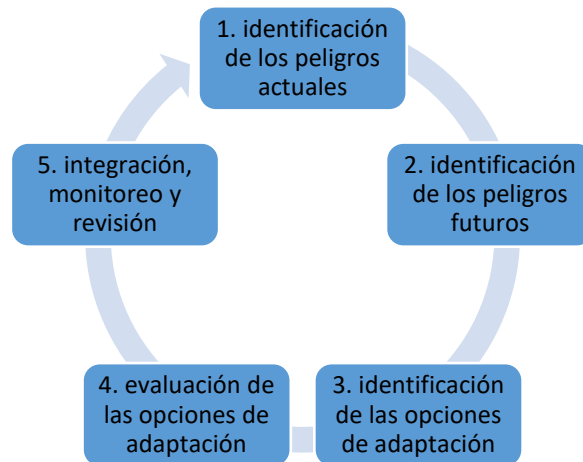 1. identificación
de los peligros
actuales
2. identificación
de los peligros
futuros
3. identificación
de las opciones
de adaptación
4. evaluación de
las opciones de
adaptación
5. integración,
monitoreo y
revisión